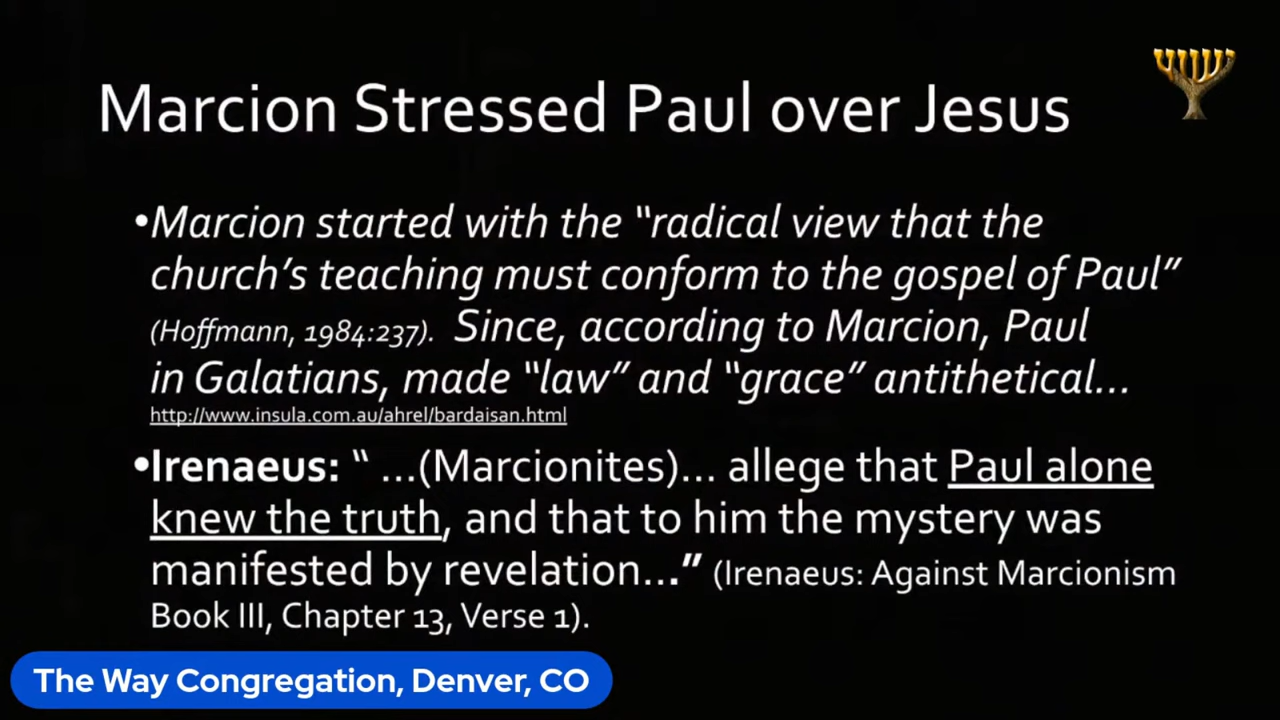 Marcion Stressed Paul over Jesus
•Marcion started with the “radical view that the
church’s teaching must conform to the gospel of Paul”
(Hoffmann, 1984:237). Since, according to Marcion, Paul
in Galatians, made “law” and “grace” antithetical…
http://www.insula.com.au/ahrel/bardaisan.html
•Irenaeus: “ …(Marcionites)… allege that Paul alone
knew the truth, and that to him the mystery was
manifested by revelation…” (Irenaeus: Against Marcionism
Book III, Chapter 13, Verse 1).
The Way Congregation, Denver, CO